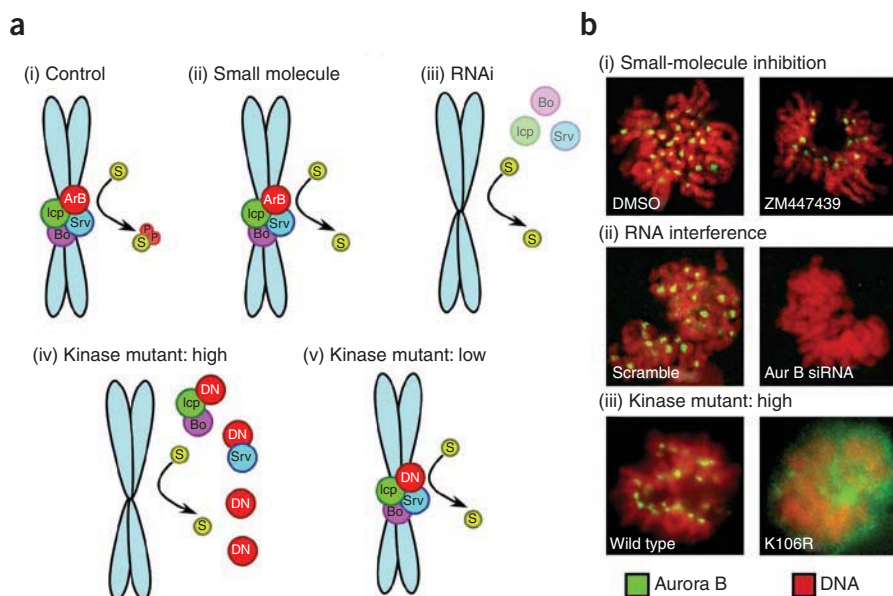 a
(i) Control
(ii) Small molecule
(iii) RNAi
ArB
Icp
Srv
Bo
S
S
P
P
ArB
Icp
Srv
Bo
S
S
Bo
Icp
Srv
S
S
(iv) Kinase mutant: high
(v) Kinase mutant: low
DN
Icp
Bo
DN
Srv
S
S
DN
DN
DN
Icp
Srv
Bo
S
S
b
(i) Small-molecule inhibition
DMSO
ZM447439
(ii) RNA interference
Scramble
Aur B siRNA
(iii) Kinase mutant: high
Wild type
K106R
Aurora B
DNA